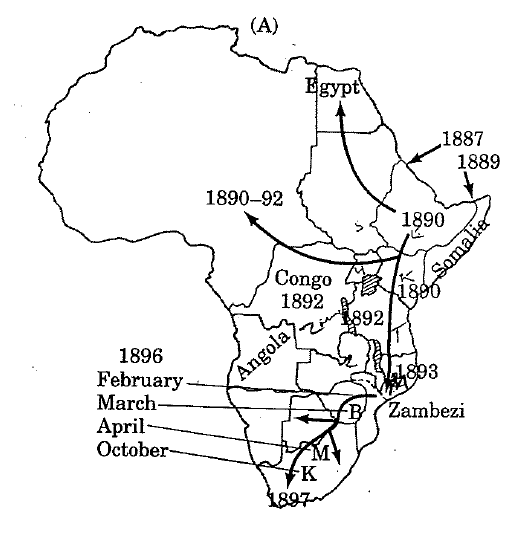 (A)
Egypt
1887
1889
1890–92
1890
Somalia
Congo
1892
1890
1892
Angola
1896
1893
February
March
B
Zambezi
April
M
October
K
1897